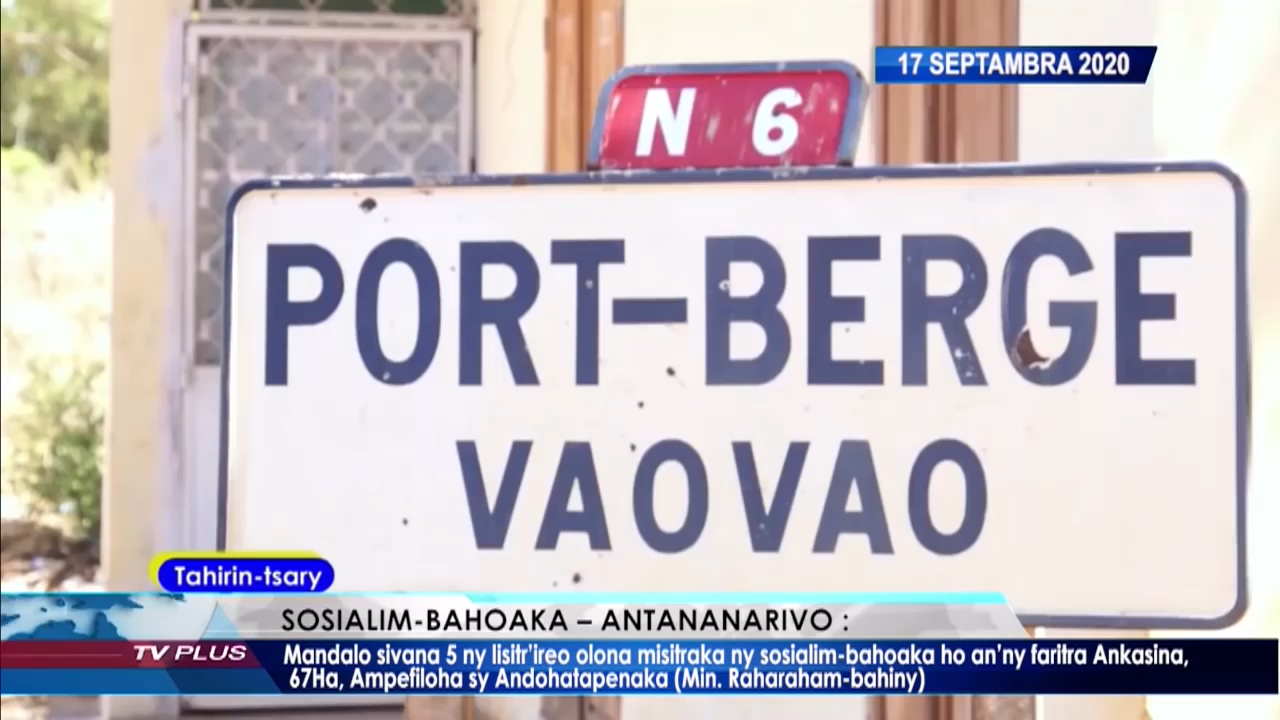 17 SEPTAMBRA 2020
N 6
PORT-BERGE
VAOVAO
Tahirin-tsary
SOSIALIM-BAHOAKA – ANTANANARIVO :
TV PLUS
Mandalo sivana 5 ny lisitr'ireo olona misitraka ny sosialim-bahoaka ho an'ny faritra Ankasina,
67Ha, Ampefiloha sy Andohatapenaka (Min. Raharaham-bahiny)